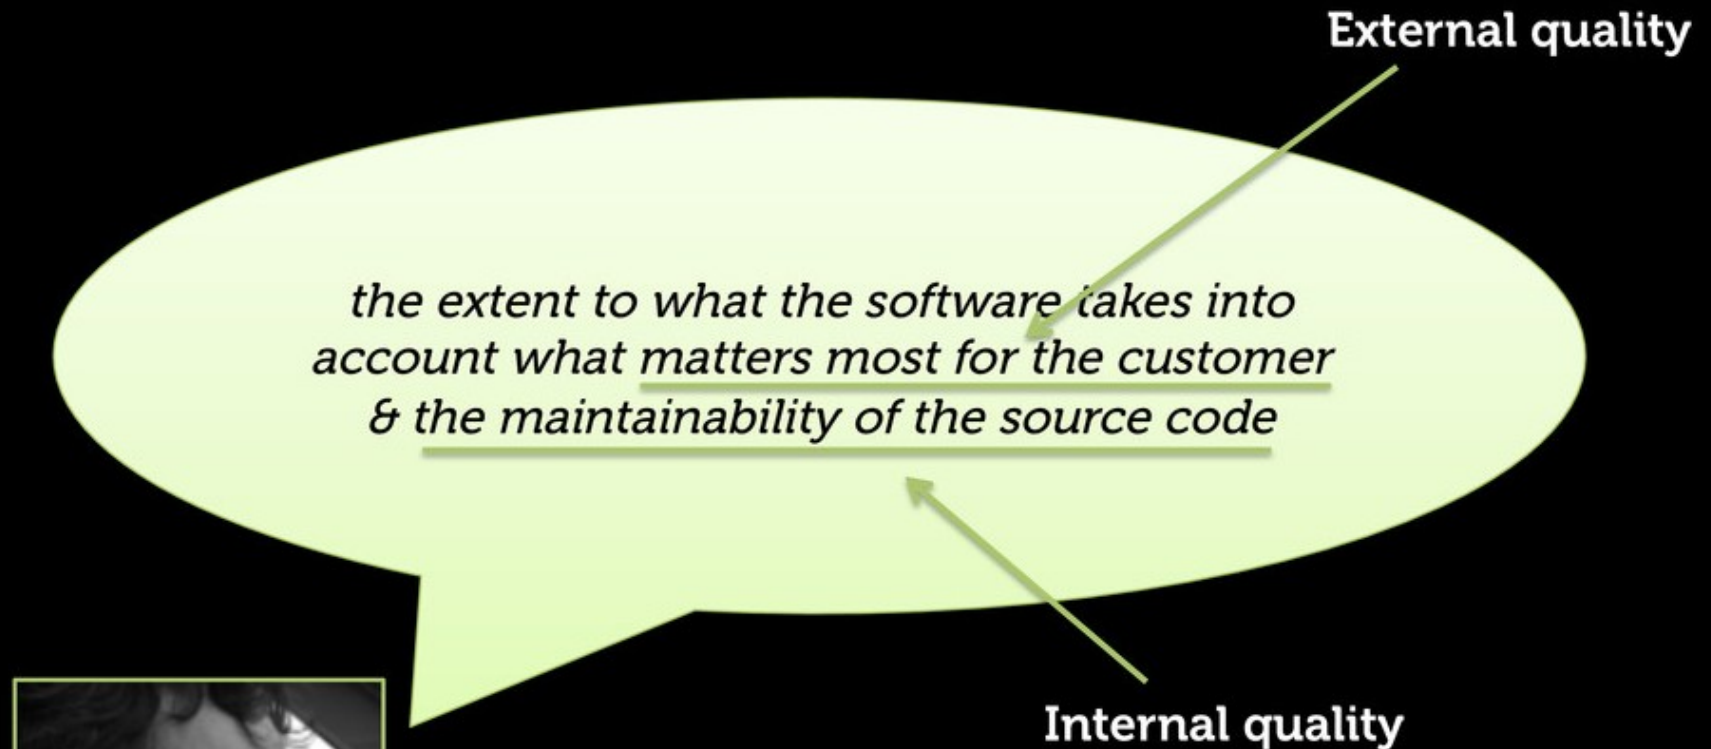 External quality
the extent to what the software takes into
account what matters most for the customer
& the maintainability of the source code
Internal quality